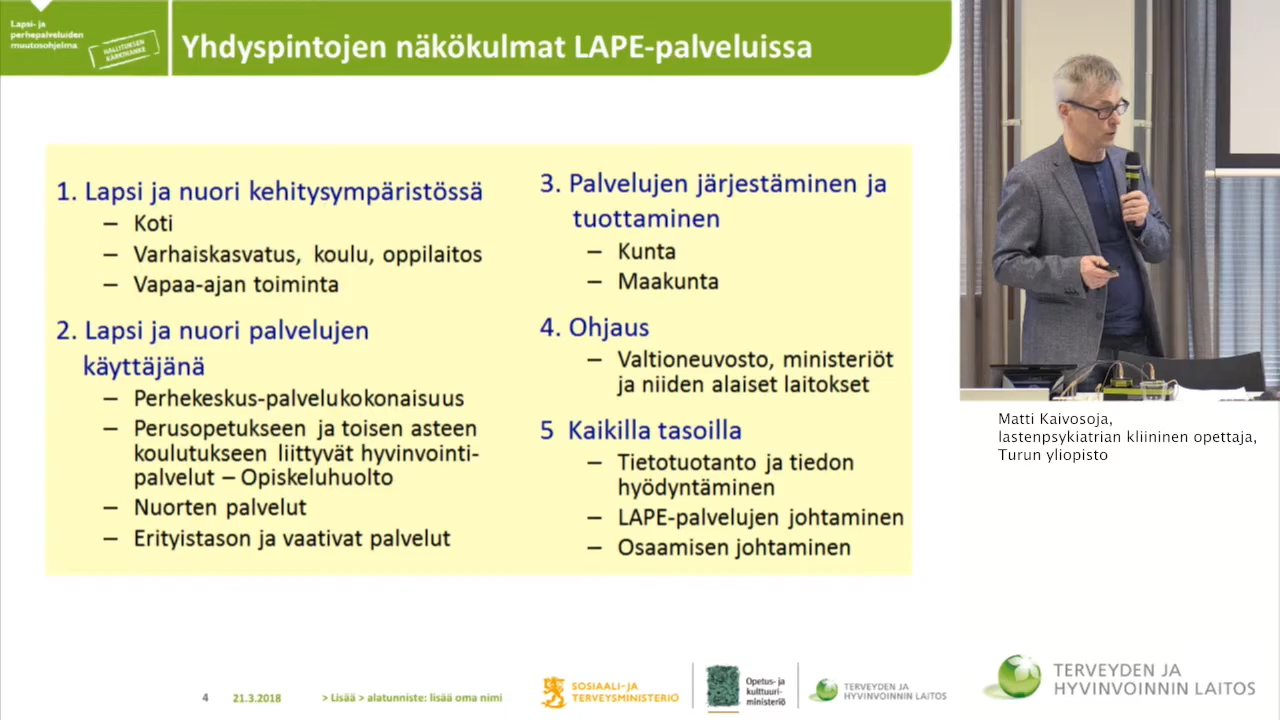 Lapsi- ja
perhepalveluiden
muutosohjelma
HALLITUKSEN
KÄRKIHANKE
Yhdyspintojen näkökulmat LAPE-palveluissa
1. Lapsi ja nuori kehitysympäristössä
– Koti
– Varhaiskasvatus, koulu, oppilaitos
– Vapaa-ajan toiminta
2. Lapsi ja nuori palvelujen
käyttäjänä
– Perhekeskus-palvelukokonaisuus
– Perusopetukseen ja toisen asteen
koulutukseen liittyvät hyvinvointi-
palvelut – Opiskeluhuolto
– Nuorten palvelut
– Erityistason ja vaativat palvelut
3. Palvelujen järjestäminen ja
tuottaminen
– Kunta
– Maakunta
4. Ohjaus
– Valtioneuvosto, ministeriöt
ja niiden alaiset laitokset
5 Kaikilla tasoilla
– Tietotuotanto ja tiedon
hyödyntäminen
– LAPE-palvelujen johtaminen
– Osaamisen johtaminen
Matti Kaivosoja,
lastenpsykiatrian kliininen opettaja,
Turun yliopisto
4 21.3.2018 > Lisää > alatunniste: lisää oma nimi
SOSIAALI- JA
TERVEYSMINISTERIÖ
Opetus- ja
kulttuuri-
ministeriö
TERVEYDEN JA
HYVINVOINNIN LAITOS
TERVEYDEN JA
HYVINVOINNIN LAITOS